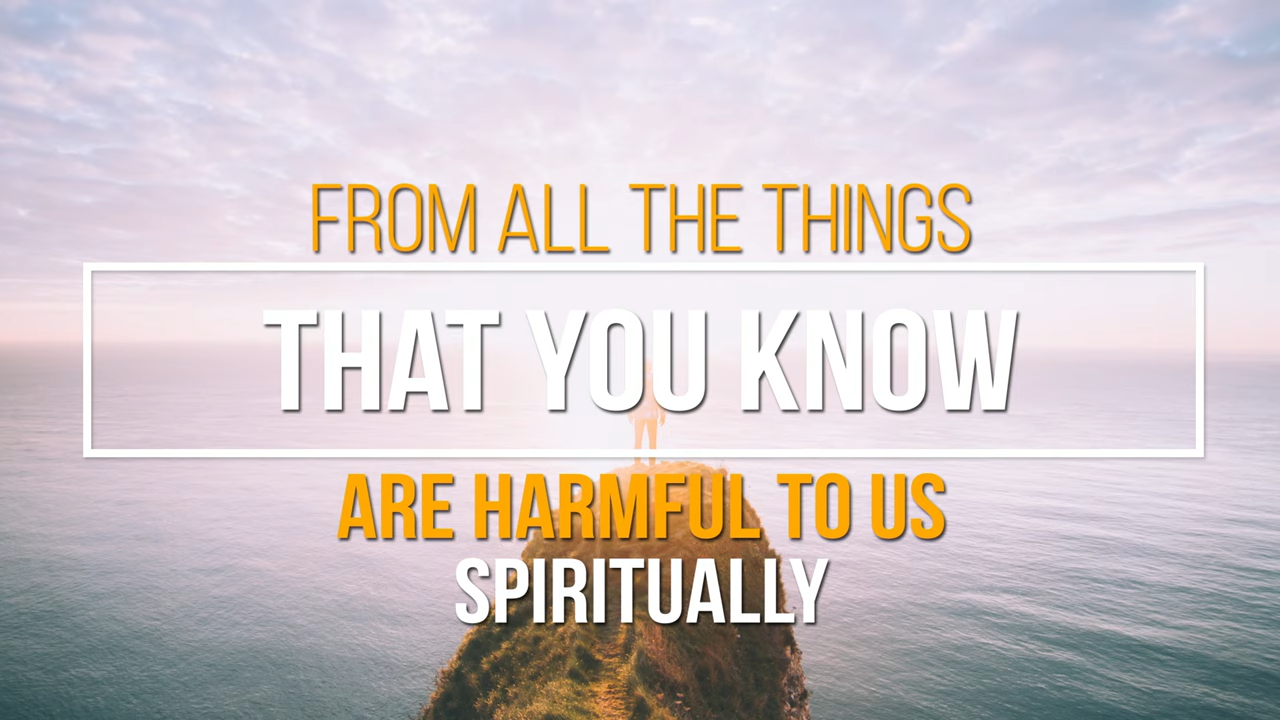 FROM ALL THE THINGS
THAT YOU KNOW
ARE HARMFUL TO US
SPIRITUALLY